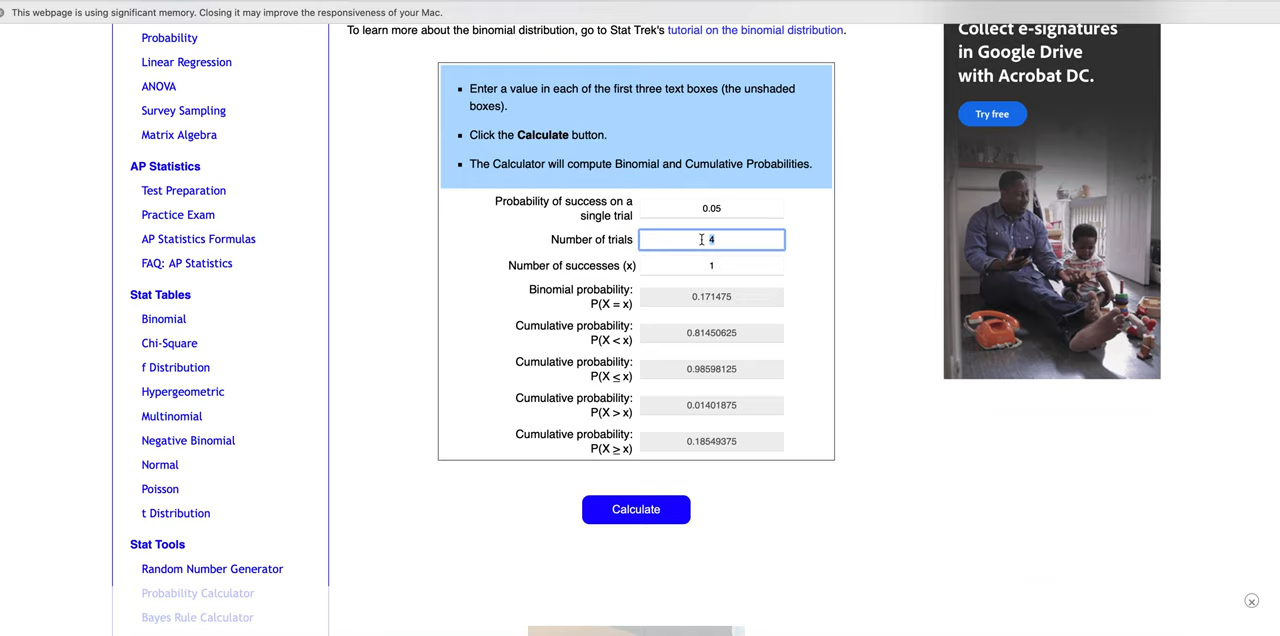 This webpage is using significant memory. Closing it may improve the responsiveness of your Mac.
To learn more about the binomial distribution, go to Stat Trek's tutorial on the binomial distribution.
Probability
Linear Regression
ANOVA
Survey Sampling
Matrix Algebra
AP Statistics
Test Preparation
Practice Exam
AP Statistics Formulas
FAQ: AP Statistics
Stat Tables
Binomial
Chi-Square
f Distribution
Hypergeometric
Multinomial
Negative Binomial
Normal
Poisson
t Distribution
Stat Tools
Random Number Generator
Probability Calculator
Bayes Rule Calculator
▪ Enter a value in each of the first three text boxes (the unshaded
boxes).
▪ Click the Calculate button.
▪ The Calculator will compute Binomial and Cumulative Probabilities.
Probability of success on a
single trial 0.05
Number of trials 4
Number of successes (x) 1
Binomial probability:
P(X = x) 0.171475
Cumulative probability:
P(X < x) 0.81450625
Cumulative probability:
P(X ≤ x) 0.98598125
Cumulative probability:
P(X > x) 0.01401875
Cumulative probability:
P(X ≥ x) 0.18549375
Calculate
Collect e-signatures
in Google Drive
with Acrobat DC.
Try free